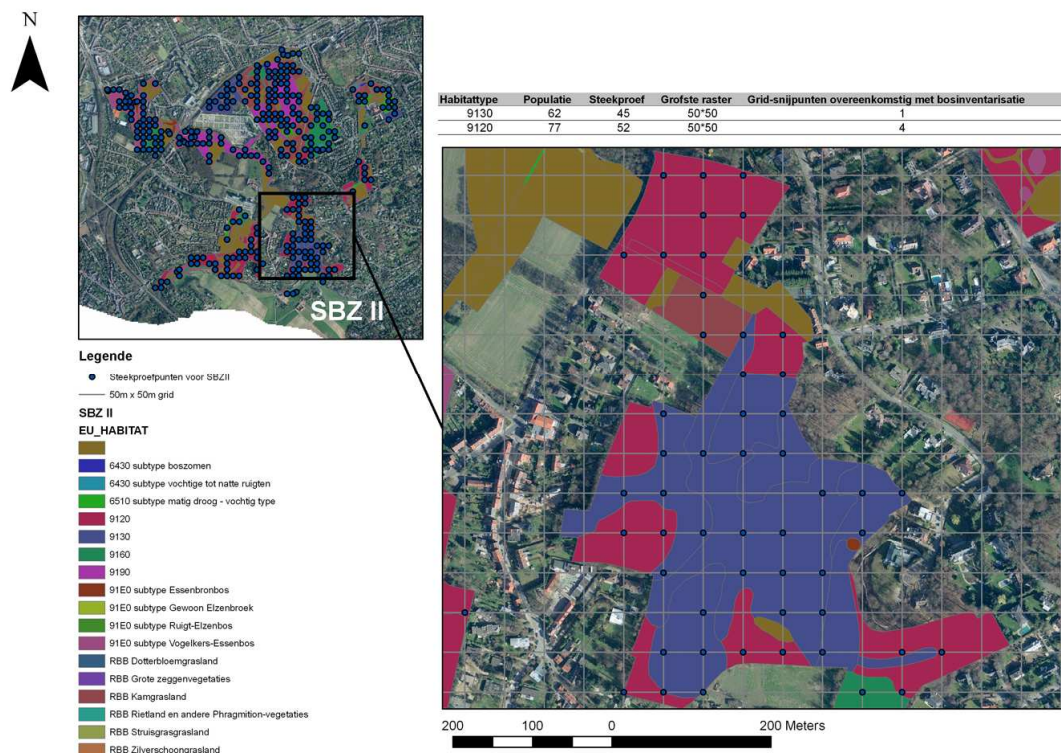 N
SBZ II
Habitattype Populatie Steekproef Grofste raster Grid-snijpunten overeenkomstig met bosinventarisatie
9130 62 45 50*50 1
9120 77 52 50*50 4
Legende
Steekproefpunten voor SBZII
50m x 50m grid
SBZ II
EU_HABITAT
6430 subtype boszomen
6430 subtype vochtige tot natte ruigten
6510 subtype matig droog - vochtig type
9120
9130
9160
9190
91E0 subtype Essenbronbos
91E0 subtype Gewoon Elzenbroek
91E0 subtype Ruigt-Elzenbos
91E0 subtype Vogelkers-Essenbos
RBB Dotterbloemgrasland
RBB Grote zeggenvegetaties
RBB Kamgrasland
RBB Rietland en andere Phragmition-vegetaties
RBB Struisgrasgrasland
RBB Zilverschoongrasland
200 100 0 200 Meters